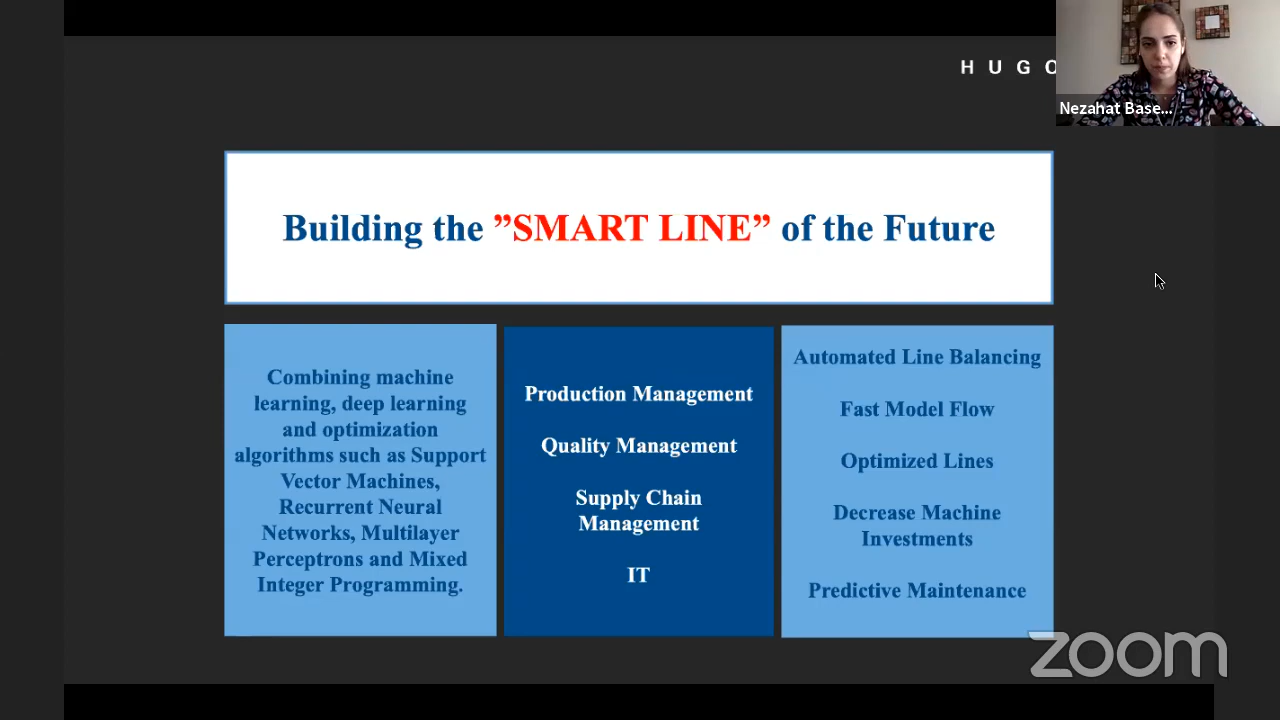 H U G O
Nezahat Base...
Building the ”SMART LINE” of the Future
Combining machine
learning, deep learning
and optimization
algorithms such as Support
Vector Machines,
Recurrent Neural
Networks, Multilayer
Perceptrons and Mixed
Integer Programming.
Production Management
Quality Management
Supply Chain
Management
IT
Automated Line Balancing
Fast Model Flow
Optimized Lines
Decrease Machine
Investments
Predictive Maintenance
zoom